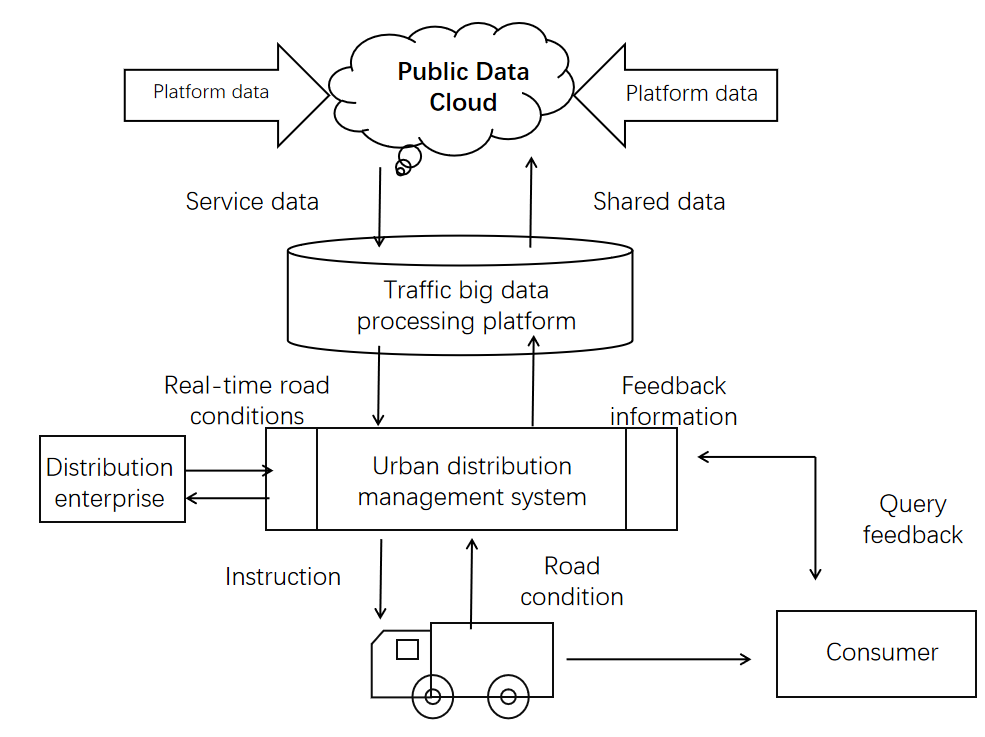 Public Data
Cloud
Platform data
Platform data
Service data
Shared data
Traffic big data
processing platform
Real-time road
conditions
Feedback
information
Distribution
enterprise
Urban distribution
management system
Query
feedback
Instruction
Road
condition
Consumer